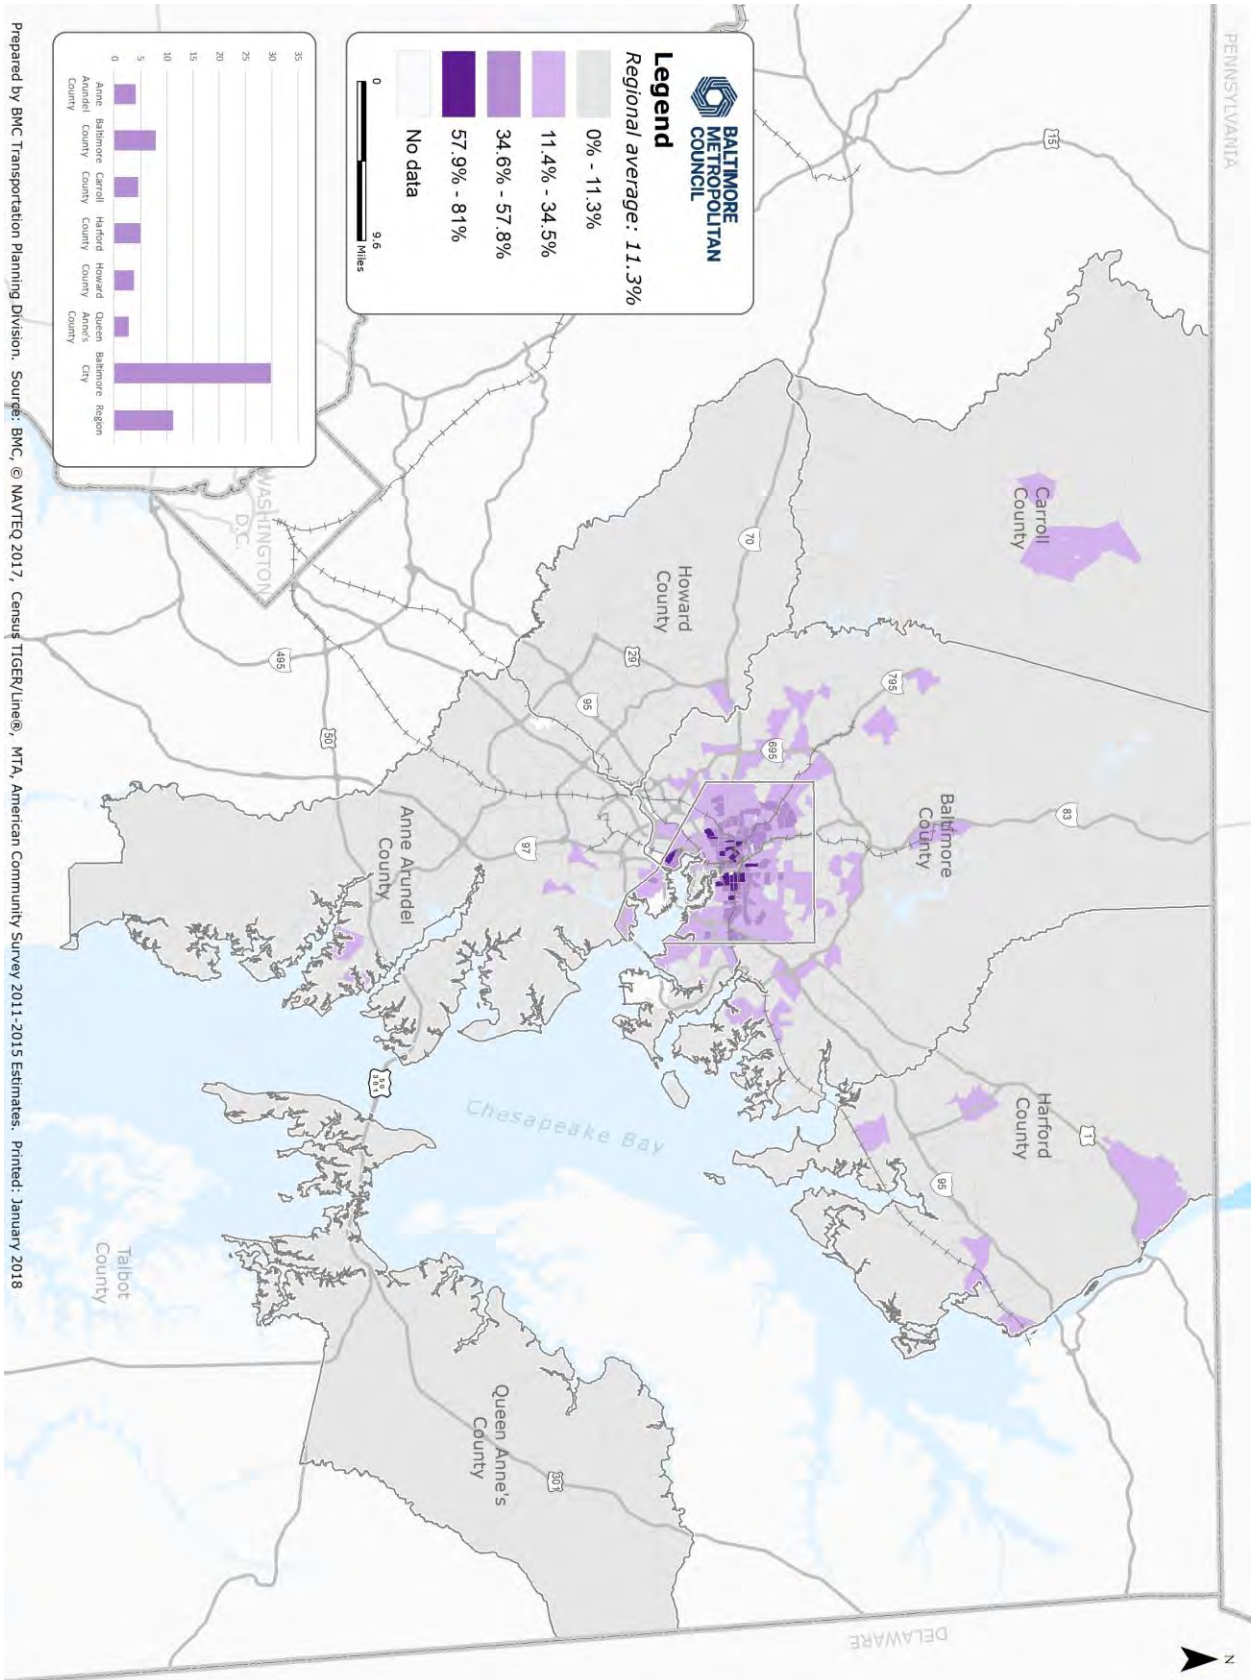 PENNSYLVANIA
15
BALTIMORE
METROPOLITAN
COUNCIL
Legend
Regional average: 11.3%
0% - 11.3%
11.4% - 34.5%
34.6% - 57.8%
57.9% - 81%
No data
0
9.6
Miles
35
30
25
20
15
10
5
0
Anne
Arundel
County
Baltimore
County
Carroll
County
Harford
County
Howard
County
Queen
Anne's
County
Baltimore
City
Region
Carroll
County
Howard
County
70
29
95
795
695
83
Baltimore
County
Harford
County
1
95
WASHINGTON
D.C.
495
50
97
Anne Arundel
County
50
301
Chesapeake Bay
Queen Anne's
County
301
Talbot
County
DELAWARE
N
Prepared by BMC Transportation Planning Division. Source: BMC, © NAVTEQ 2017, Census TIGER/Line®, MTA, American Community Survey 2011-2015 Estimates. Printed: January 2018